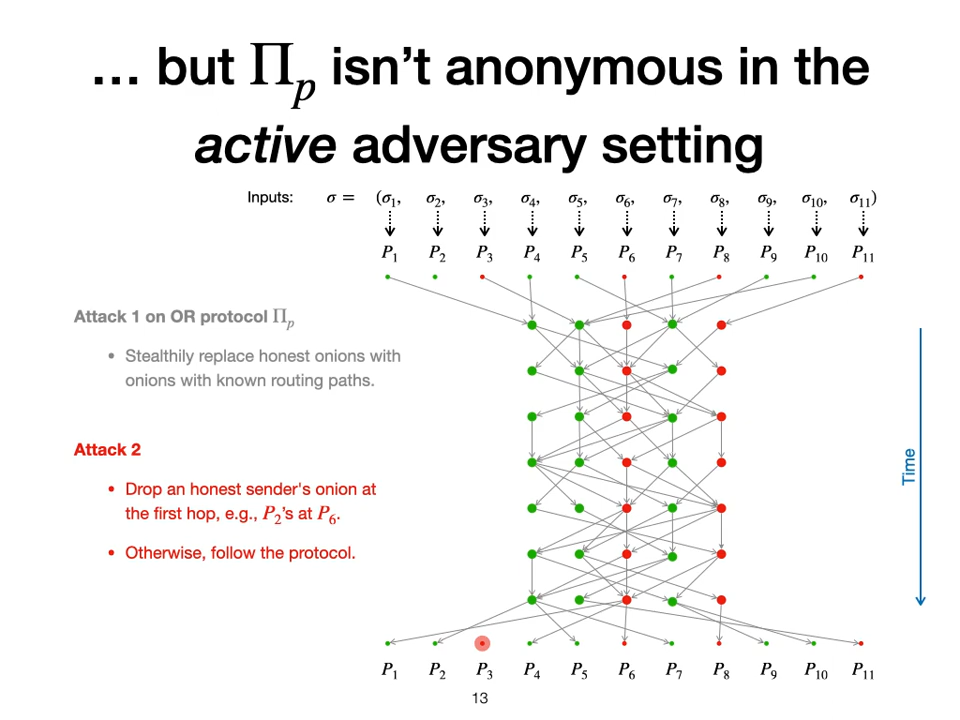 … but Πₚ isn’t anonymous in the
active adversary setting
Inputs: σ = (σ₁, σ₂, σ₃, σ₄, σ₅, σ₆, σ₇, σ₈, σ₉, σ₁₀, σ₁₁)
P₁ P₂ P₃ P₄ P₅ P₆ P₇ P₈ P₉ P₁₀ P₁₁
Attack 1 on OR protocol Πₚ
• Stealthily replace honest onions with
onions with known routing paths.
Attack 2
• Drop an honest sender's onion at
the first hop, e.g., P₂’s at P₆.
• Otherwise, follow the protocol.
Time
P₁ P₂ P₃ P₄ P₅ P₆ P₇ P₈ P₉ P₁₀ P₁₁
13